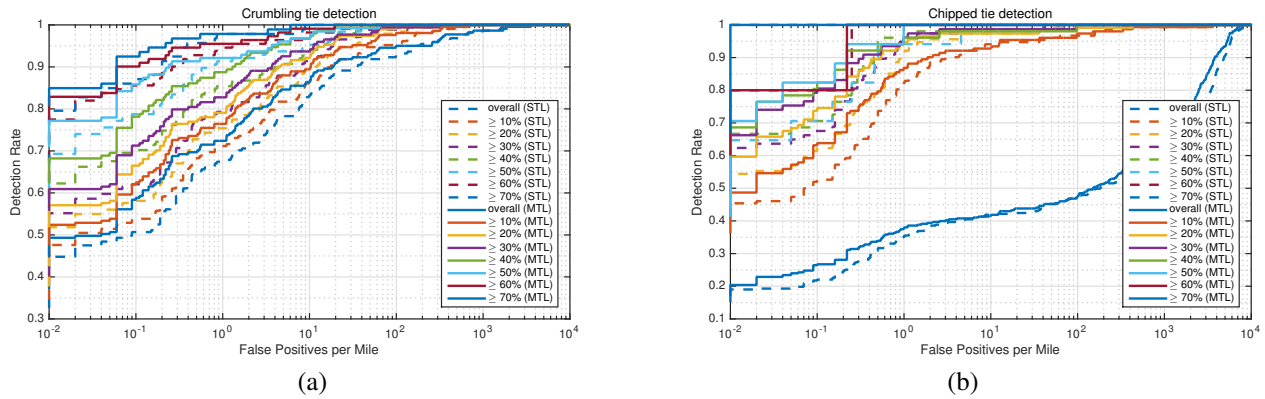 Crumbling tie detection
Detection Rate
1
0.9
0.8
0.7
0.6
0.5
0.4
0.3
10^-2
10^-1
10^0
10^1
10^2
10^3
10^4
False Positives per Mile
overall (STL)
≥ 10% (STL)
≥ 20% (STL)
≥ 30% (STL)
≥ 40% (STL)
≥ 50% (STL)
≥ 60% (STL)
≥ 70% (STL)
overall (MTL)
≥ 10% (MTL)
≥ 20% (MTL)
≥ 30% (MTL)
≥ 40% (MTL)
≥ 50% (MTL)
≥ 60% (MTL)
≥ 70% (MTL)
(a)
Chipped tie detection
Detection Rate
1
0.9
0.8
0.7
0.6
0.5
0.4
0.3
0.2
0.1
10^-2
10^-1
10^0
10^1
10^2
10^3
10^4
False Positives per Mile
overall (STL)
≥ 10% (STL)
≥ 20% (STL)
≥ 30% (STL)
≥ 40% (STL)
≥ 50% (STL)
≥ 60% (STL)
≥ 70% (STL)
overall (MTL)
≥ 10% (MTL)
≥ 20% (MTL)
≥ 30% (MTL)
≥ 40% (MTL)
≥ 50% (MTL)
≥ 60% (MTL)
≥ 70% (MTL)
(b)